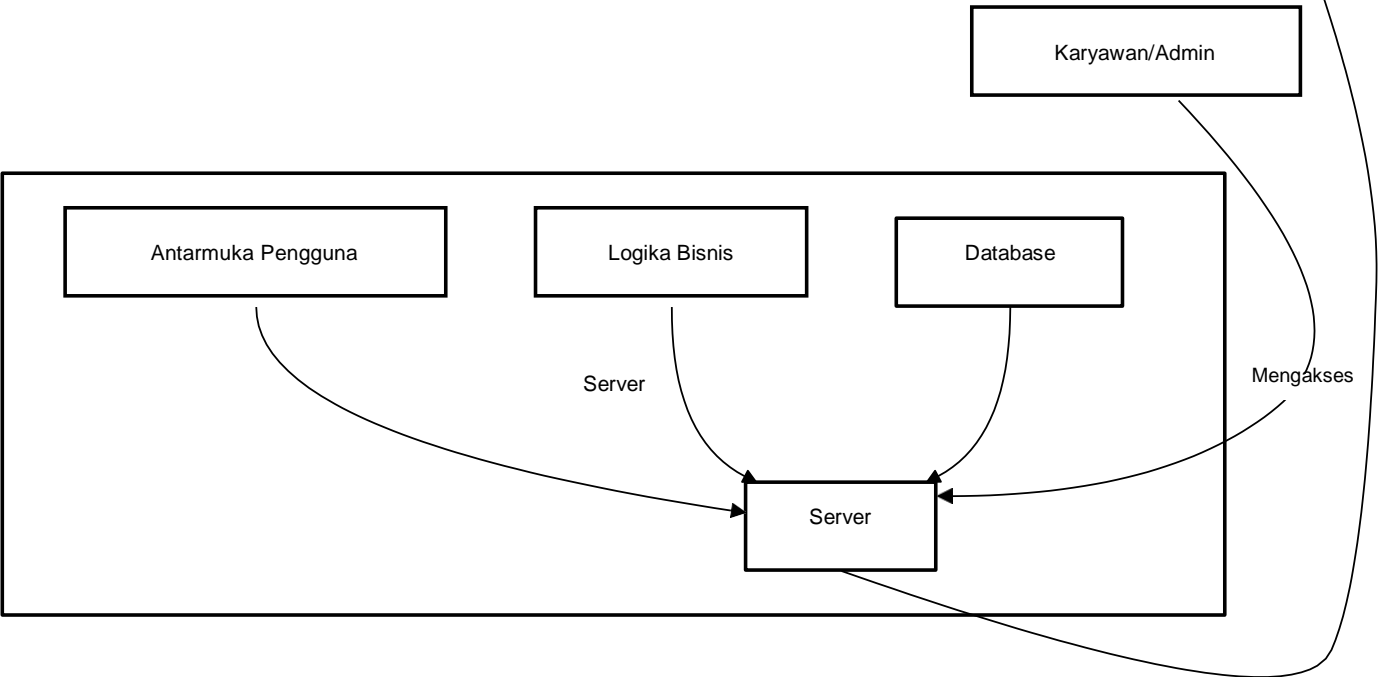 Karyawan/Admin
Antarmuka Pengguna
Logika Bisnis
Database
Server
Mengakses
Server